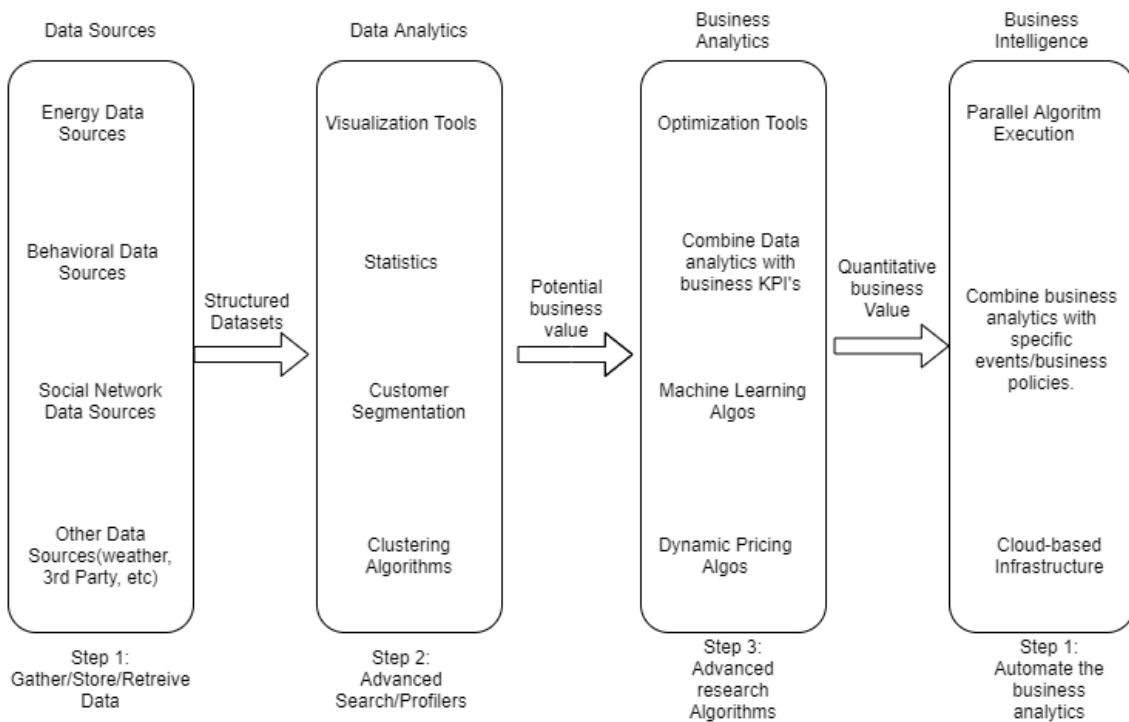 Data Sources
Energy Data
Sources
Behavioral Data
Sources
Social Network
Data Sources
Other Data
Sources(weather,
3rd Party, etc)
Step 1:
Gather/Store/Retreive
Data
Structured
Datasets
Data Analytics
Visualization Tools
Statistics
Customer
Segmentation
Clustering
Algorithms
Step 2:
Advanced
Search/Profilers
Potential
business
value
Business
Analytics
Optimization Tools
Combine Data
analytics with
business KPI's
Machine Learning
Algos
Dynamic Pricing
Algos
Step 3:
Advanced
research
Algorithms
Quantitative
business
Value
Business
Intelligence
Parallel Algoritm
Execution
Combine business
analytics with
specific
events/business
policies.
Cloud-based
Infrastructure
Step 1:
Automate the
business
analytics